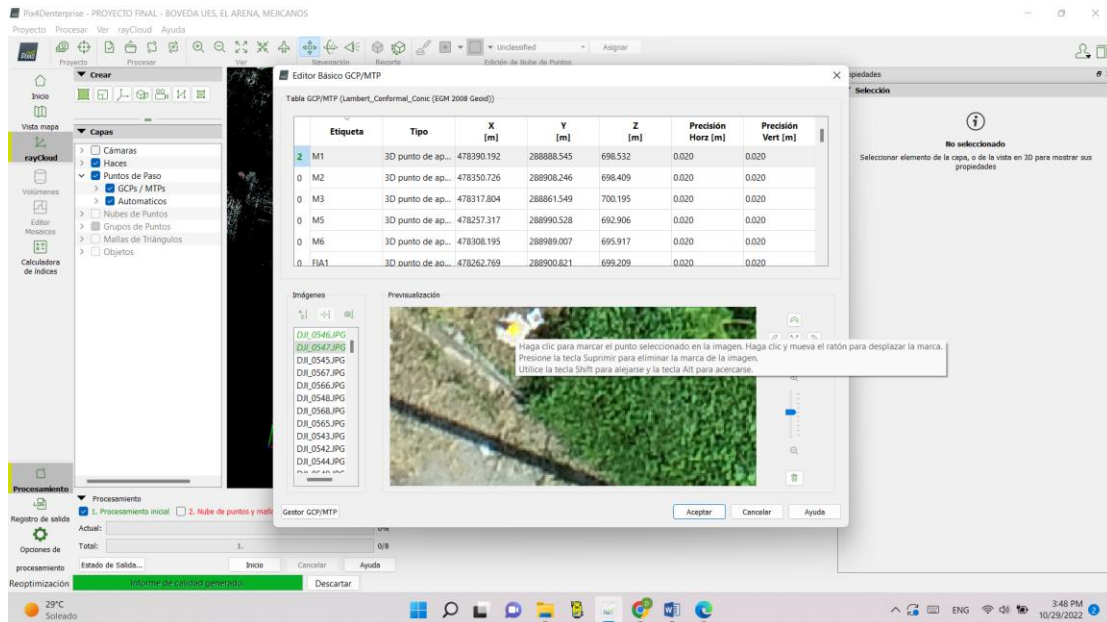 Pix4Denterprise - PROYECTO FINAL - BOVEDA UES, EL ARENA, MEJICANOS
Proyecto Procesar Ver rayCloud Ayuda
Unclassified Asignar
Proyecto Procesar Ver Navegación Recorte Edición de Nube de Puntos
Inicio
Vista mapa
rayCloud
Volúmenes
Editor
Mosaicos
Calculadora
de índices
Crear
Capas
Cámaras
Haces
Puntos de Paso
GCPs / MTPs
Automaticos
Nubes de Puntos
Grupos de Puntos
Mallas de Triángulos
Objetos
Editor Básico GCP/MTP
Tabla GCP/MTP (Lambert_Conformal_Conic (EGM 2008 Geoid))
Etiqueta Tipo X [m] Y [m] Z [m] Precisión Horz [m] Precisión Vert [m]
2 M1 3D punto de ap... 478390.192 288888.545 698.532 0.020 0.020
0 M2 3D punto de ap... 478350.726 288908.246 698.409 0.020 0.020
0 M3 3D punto de ap... 478317.804 288861.549 700.195 0.020 0.020
0 M5 3D punto de ap... 478257.317 288990.528 692.906 0.020 0.020
0 M6 3D punto de ap... 478308.195 288989.007 695.917 0.020 0.020
0 FIA1 3D punto de ap... 478262.769 288900.821 699.209 0.020 0.020
Imágenes
DJI_0546.JPG
DJI_0547.JPG
DJI_0545.JPG
DJI_0567.JPG
DJI_0566.JPG
DJI_0548.JPG
DJI_0568.JPG
DJI_0565.JPG
DJI_0543.JPG
DJI_0542.JPG
DJI_0544.JPG
Previsualización
Haga clic para marcar el punto seleccionado en la imagen. Haga clic y mueva el ratón para desplazar la marca.
Presione la tecla Suprimir para eliminar la marca de la imagen.
Utilice la tecla Shift para alejarse y la tecla Alt para acercarse.
Gestor GCP/MTP Aceptar Cancelar Ayuda
opiedades
Selección
No seleccionado
Seleccionar elemento de la capa, o de la vista en 3D para mostrar sus
propiedades
Procesamiento
Registro de salida
Opciones de
procesamiento
Reoptimización
Procesamiento
1. Procesamiento inicial 2. Nube de puntos y malla
Actual: 0%
Total: 1. 0/8
Estado de Salida... Inicio Cancelar Ayuda
Informe de calidad generado. Descartar
29°C
Soleado
ENG
3:48 PM
10/29/2022
2